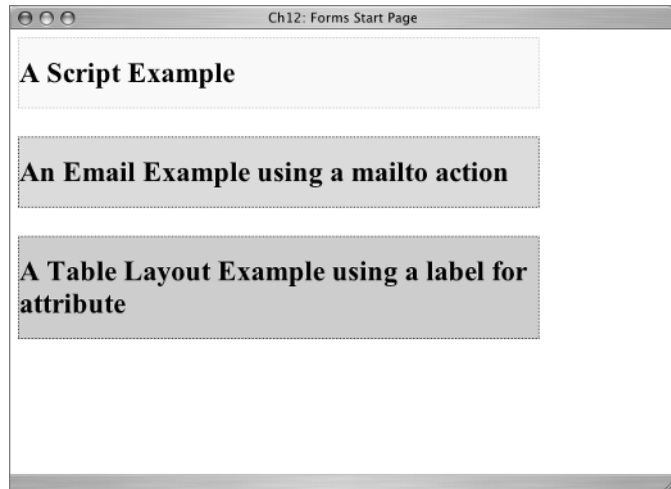 Ch12: Forms Start Page
A Script Example
An Email Example using a mailto action
A Table Layout Example using a label for
attribute